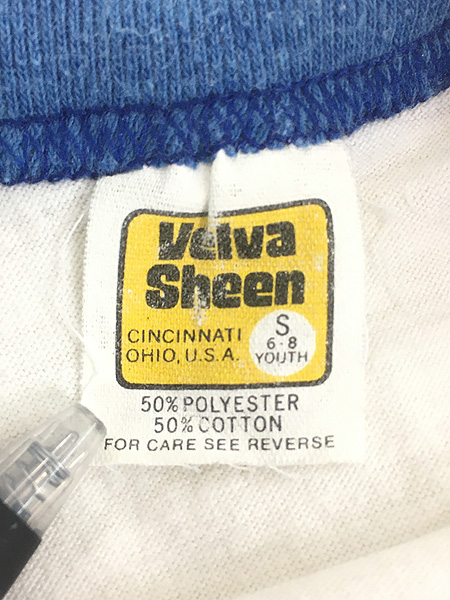 Velva
Sheen
CINCINNATI
OHIO, U.S.A.
S
6-8
YOUTH
50% POLYESTER
50% COTTON
FOR CARE SEE REVERSE